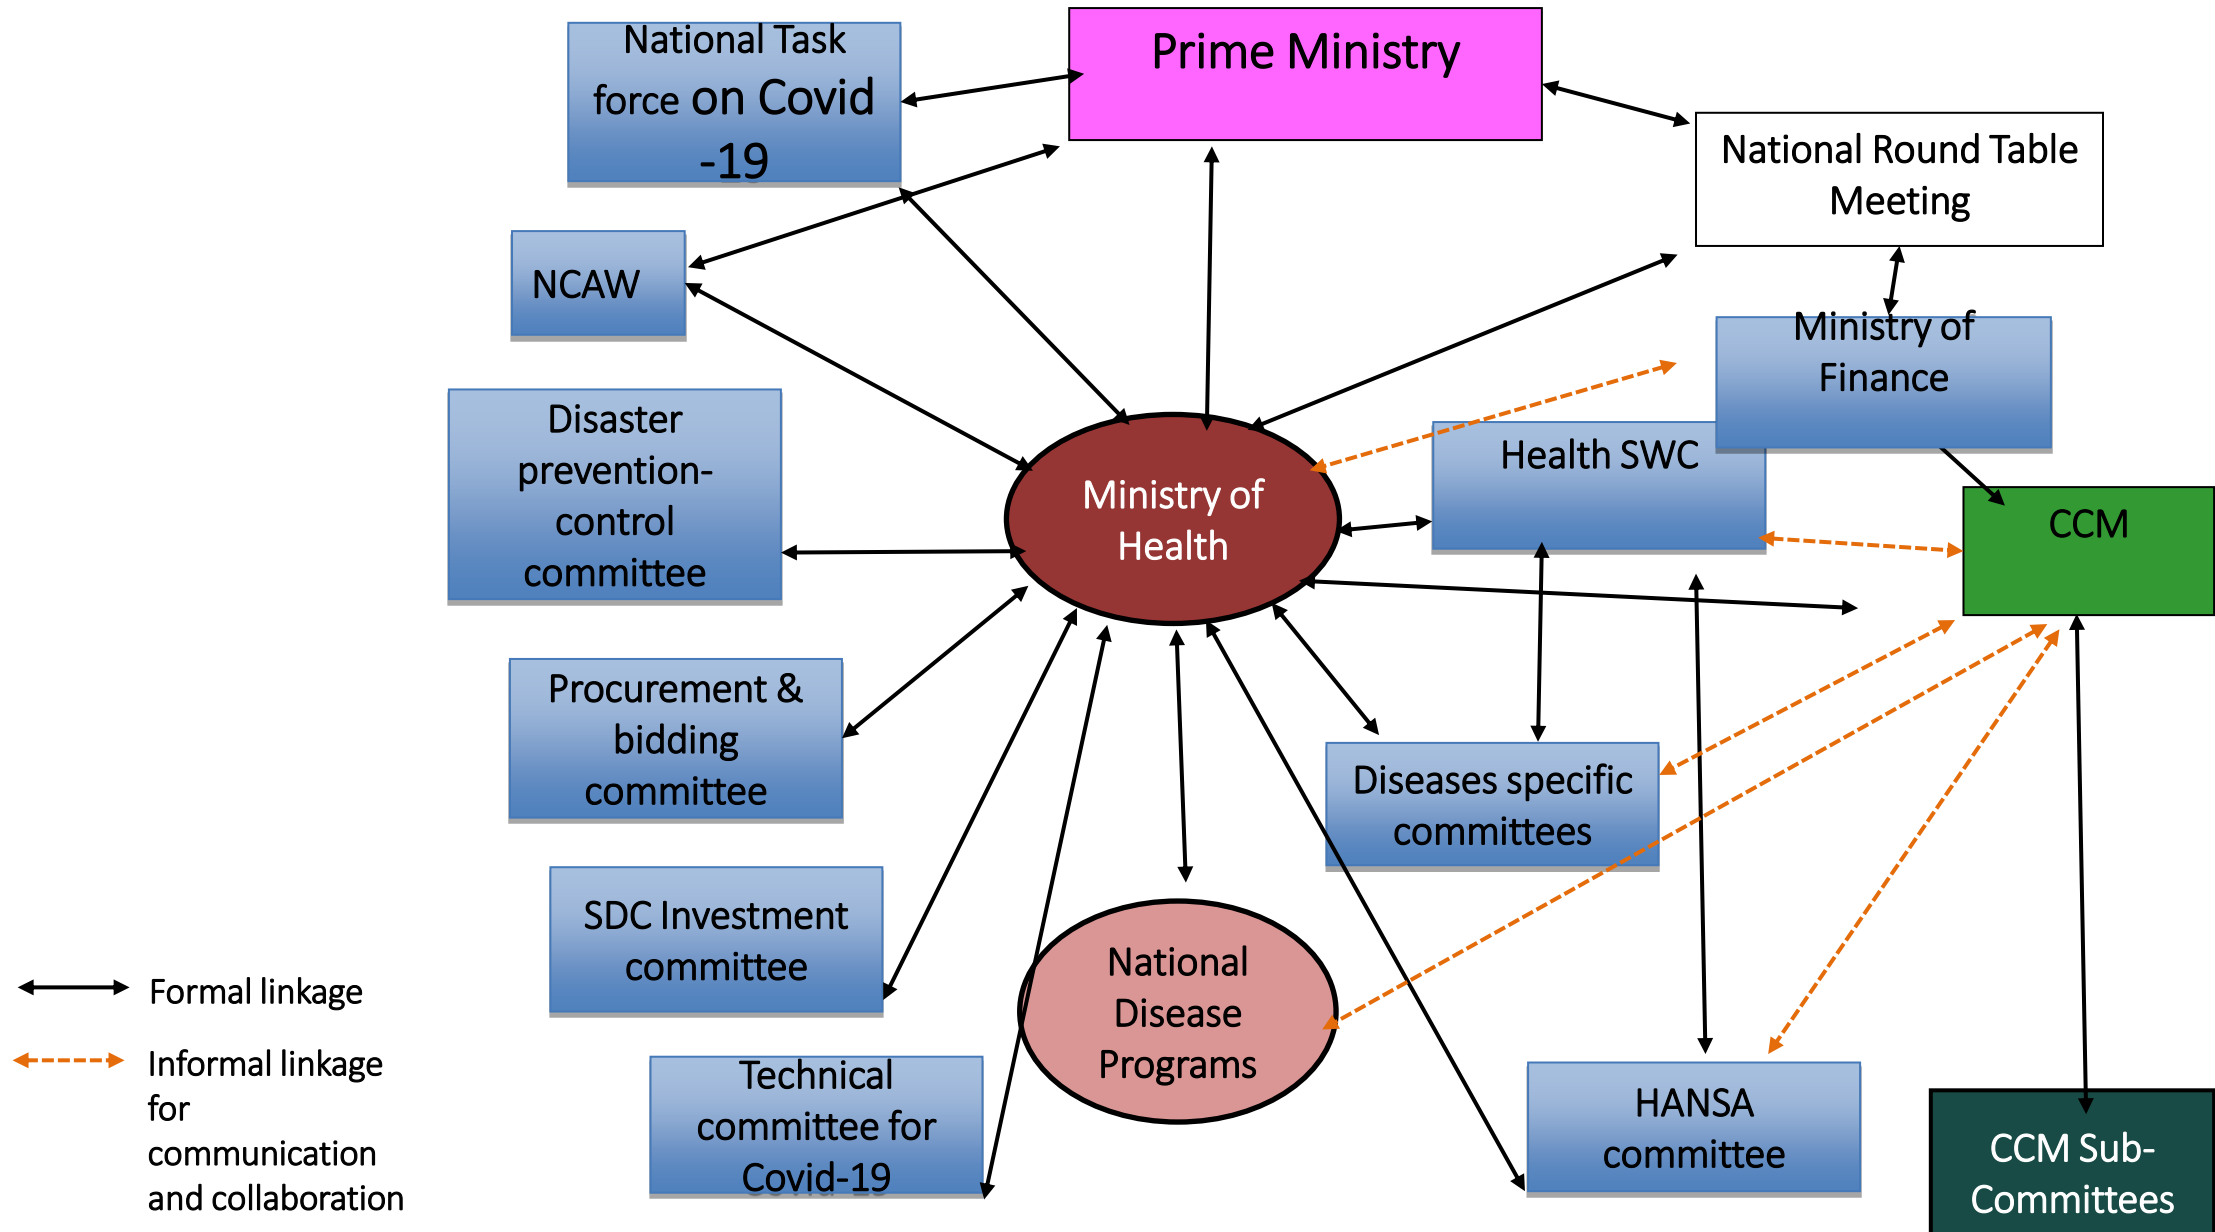 National Task
force on Covid
-19
Prime Ministry
National Round Table
Meeting
NCAW
Ministry of
Finance
Disaster
prevention-
control
committee
Ministry of
Health
Health SWC
CCM
Procurement &
bidding
committee
Diseases specific
committees
SDC Investment
committee
National
Disease
Programs
Technical
committee for
Covid-19
HANSA
committee
CCM Sub-
Committees
Formal linkage
Informal linkage
for
communication
and collaboration